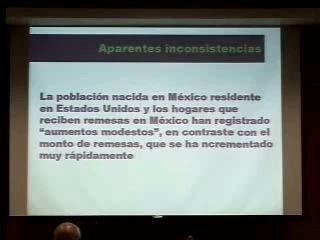 Aparentes inconsistencias
La población nacida en México residente
en Estados Unidos y los hogares que
reciben remesas en México han registrado
“aumentos modestos”, en contraste con el
monto de remesas, que se ha ncrementado
muy rápidamente